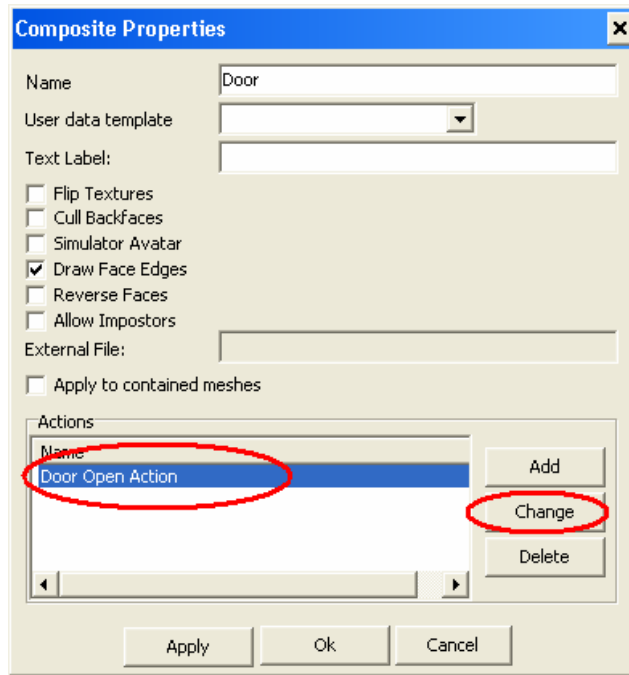 Composite Properties
Name Door
User data template
Text Label:
Flip Textures
Cull Backfaces
Simulator Avatar
Draw Face Edges
Reverse Faces
Allow Impostors
External File:
Apply to contained meshes
Actions
Name
Door Open Action
Add
Change
Delete
Apply Ok Cancel